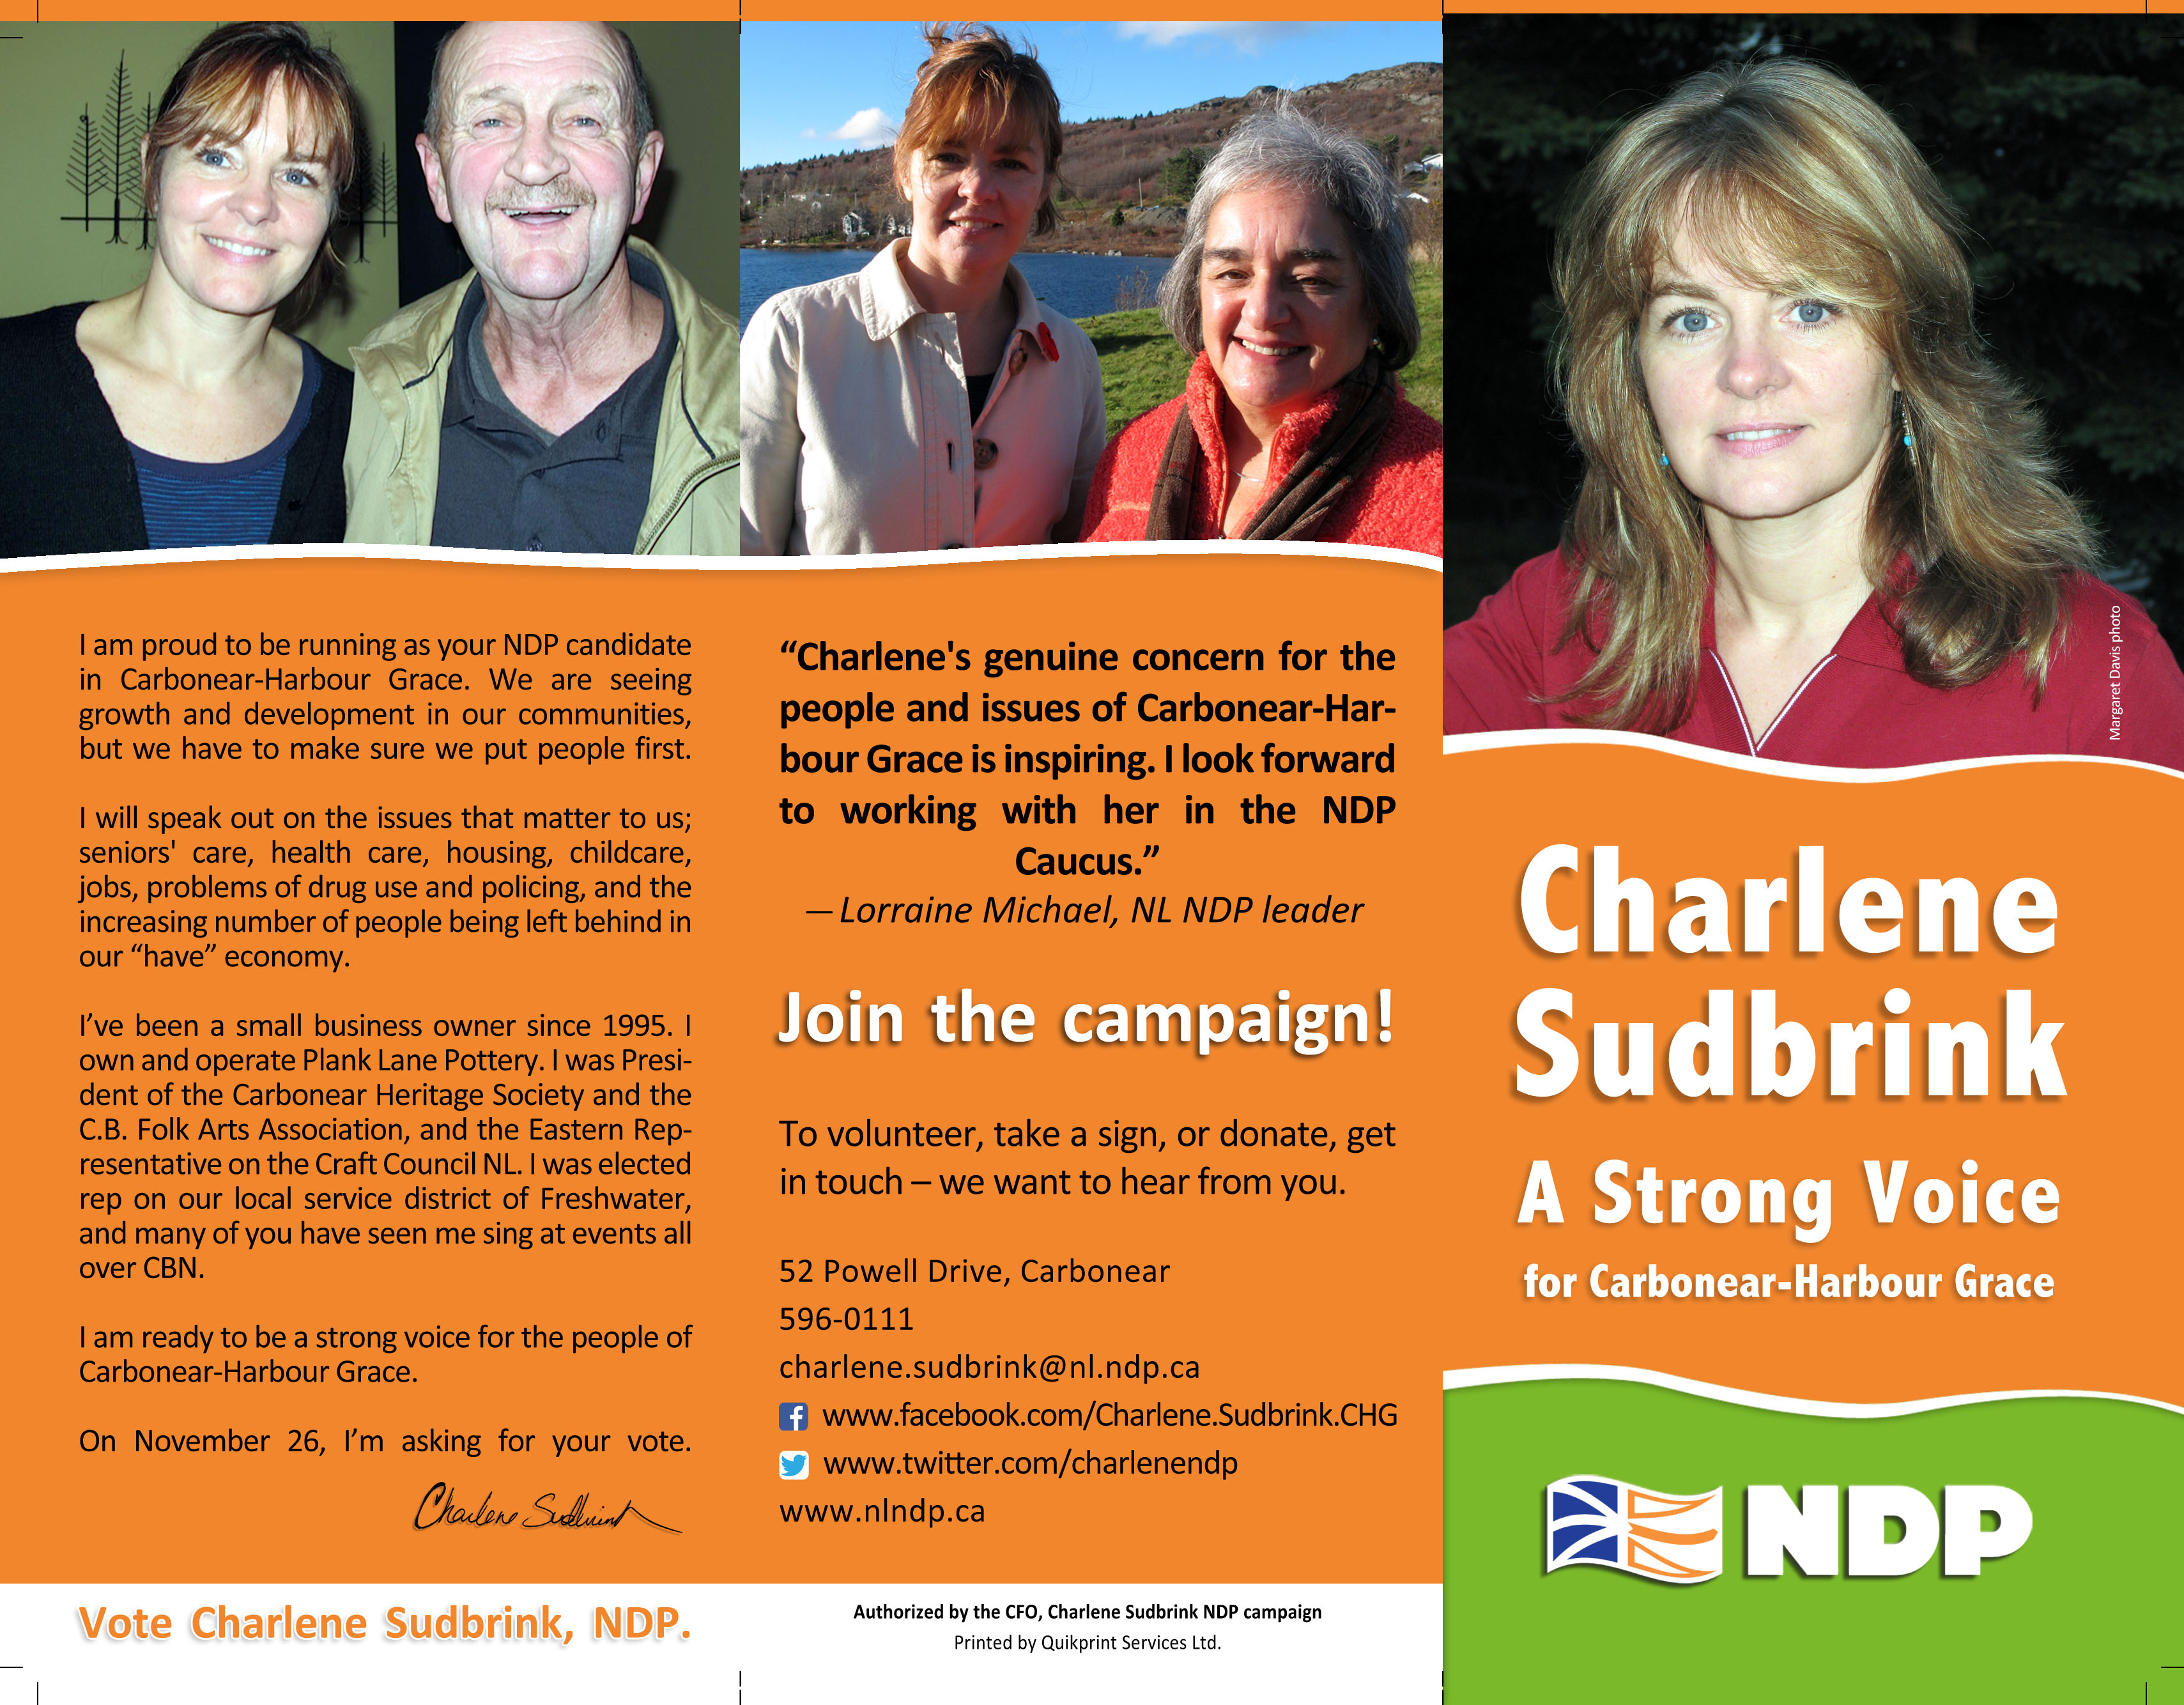 I am proud to be running as your NDP candidate
in Carbonear-Harbour Grace. We are seeing
growth and development in our communities,
but we have to make sure we put people first.
I will speak out on the issues that matter to us;
seniors' care, health care, housing, childcare,
jobs, problems of drug use and policing, and the
increasing number of people being left behind in
our “have” economy.
I’ve been a small business owner since 1995. I
own and operate Plank Lane Pottery. I was Presi-
dent of the Carbonear Heritage Society and the
C.B. Folk Arts Association, and the Eastern Rep-
resentative on the Craft Council NL. I was elected
rep on our local service district of Freshwater,
and many of you have seen me sing at events all
over CBN.
I am ready to be a strong voice for the people of
Carbonear-Harbour Grace.
On November 26, I’m asking for your vote.
Charlene Sudbrink
Vote Charlene Sudbrink, NDP.
“Charlene's genuine concern for the
people and issues of Carbonear-Har-
bour Grace is inspiring. I look forward
to working with her in the NDP
Caucus.”
— Lorraine Michael, NL NDP leader
Join the campaign!
To volunteer, take a sign, or donate, get
in touch – we want to hear from you.
52 Powell Drive, Carbonear
596-0111
charlene.sudbrink@nl.ndp.ca
www.facebook.com/Charlene.Sudbrink.CHG
www.twitter.com/charlenendp
www.nlndp.ca
Authorized by the CFO, Charlene Sudbrink NDP campaign
Printed by Quikprint Services Ltd.
Margaret Davis photo
Charlene
Sudbrink
A Strong Voice
for Carbonear-Harbour Grace
NDP